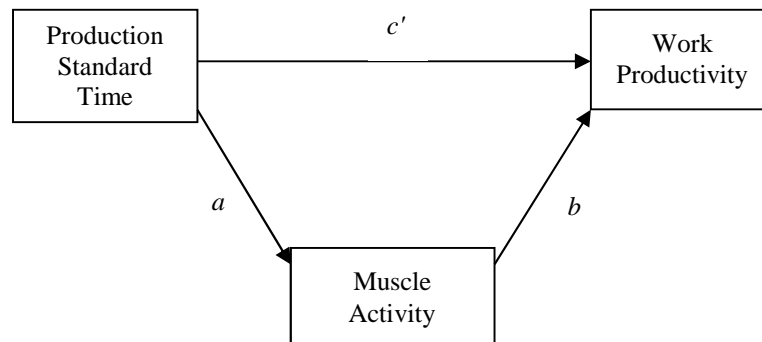 Production
Standard
Time
c'
Work
Productivity
a
b
Muscle
Activity